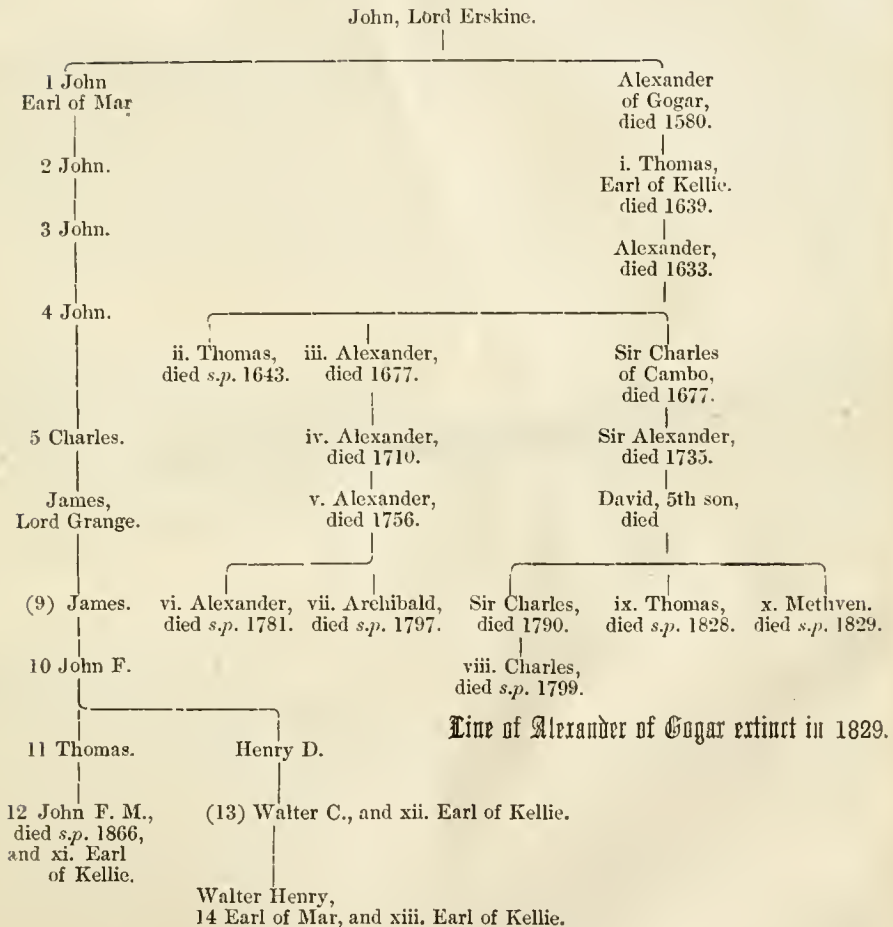 John, Lord Erskine.
1 John
Earl of Mar
Alexander
of Gogar,
died 1580.
2 John.
i. Thomas,
Earl of Kellie.
died 1639.
3 John.
Alexander,
died 1633.
4 John.
ii. Thomas,
died s.p. 1643.
iii. Alexander,
died 1677.
Sir Charles
of Cambo,
died 1677.
5 Charles.
iv. Alexander,
died 1710.
Sir Alexander,
died 1735.
James,
Lord Grange.
v. Alexander,
died 1756.
David, 5th son,
died
(9) James.
vi. Alexander,
died s.p. 1781.
vii. Archibald,
died s.p. 1797.
Sir Charles,
died 1790.
ix. Thomas,
died s.p. 1828.
x. Methven.
died s.p. 1829.
viii. Charles,
died s.p. 1799.
10 John F.
Line of Alexander of Gogar extinct in 1829.
11 Thomas.
Henry D.
12 John F. M.,
died s.p. 1866,
and xi. Earl
of Kellie.
(13) Walter C., and xii. Earl of Kellie.
Walter Henry,
14 Earl of Mar, and xiii. Earl of Kellie.